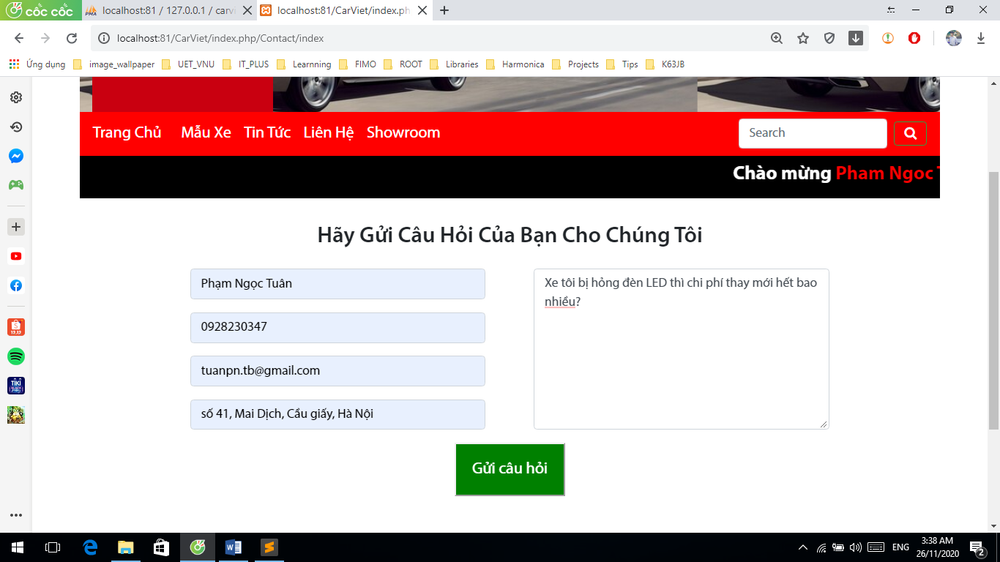 cốc cốc
localhost:81 / 127.0.0.1 / carvi
localhost:81/CarViet/index.ph
localhost:81/CarViet/index.php/Contact/index
Ứng dụng image_wallpaper UET_VNU IT_PLUS Learnning FIMO ROOT Libraries Harmonica Projects Tips K63JB
Trang Chủ Mẫu Xe Tin Tức Liên Hệ Showroom Search
Chào mừng Pham Ngoc T
Hãy Gửi Câu Hỏi Của Bạn Cho Chúng Tôi
Phạm Ngọc Tuân
0928230347
tuanpn.tb@gmail.com
số 41, Mai Dịch, Cầu giấy, Hà Nội
Xe tôi bị hỏng đèn LED thì chi phí thay mới hết bao
nhiều?
Gửi câu hỏi
12.12
TIKI
ENG
3:38 AM
26/11/2020
2